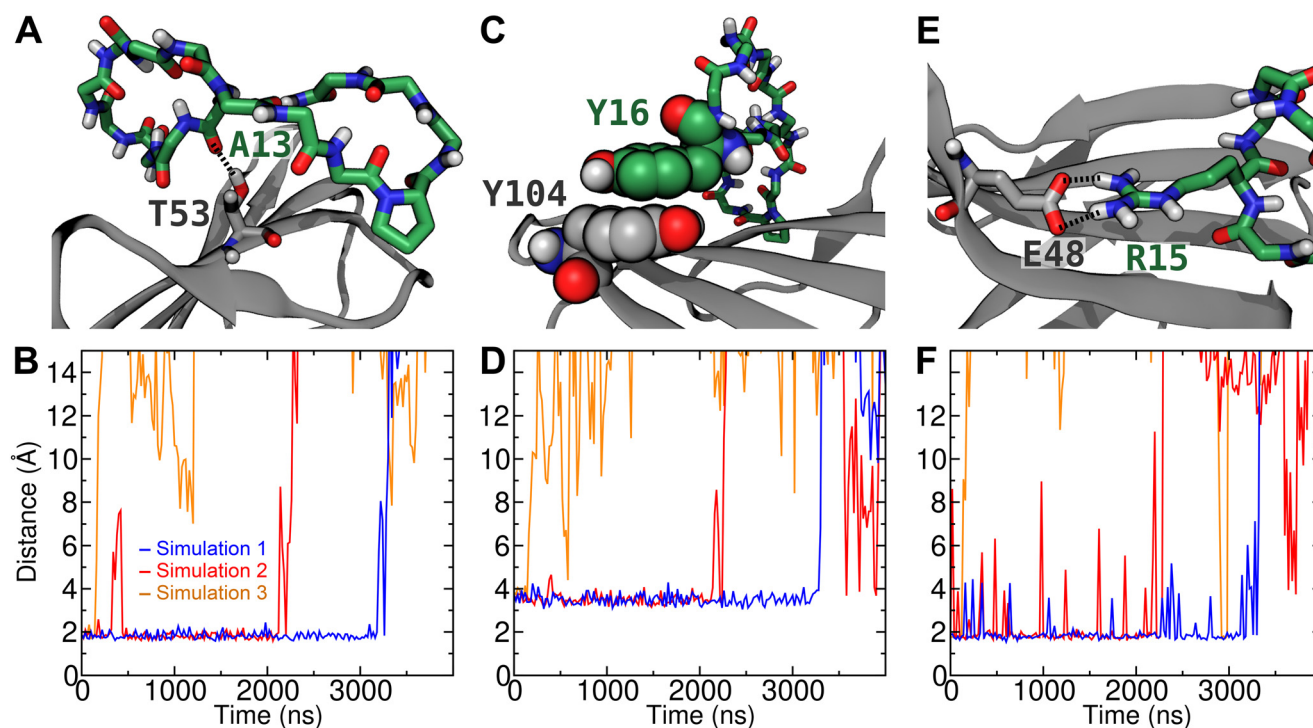 A
C
E
A13
T53
Y16
Y104
E48
R15
B
D
F
Distance (Å)
14
12
10
8
6
4
2
0
Simulation 1
Simulation 2
Simulation 3
0 1000 2000 3000
Time (ns)
14
12
10
8
6
4
2
0
0 1000 2000 3000
Time (ns)
14
12
10
8
6
4
2
0
0 1000 2000 3000
Time (ns)